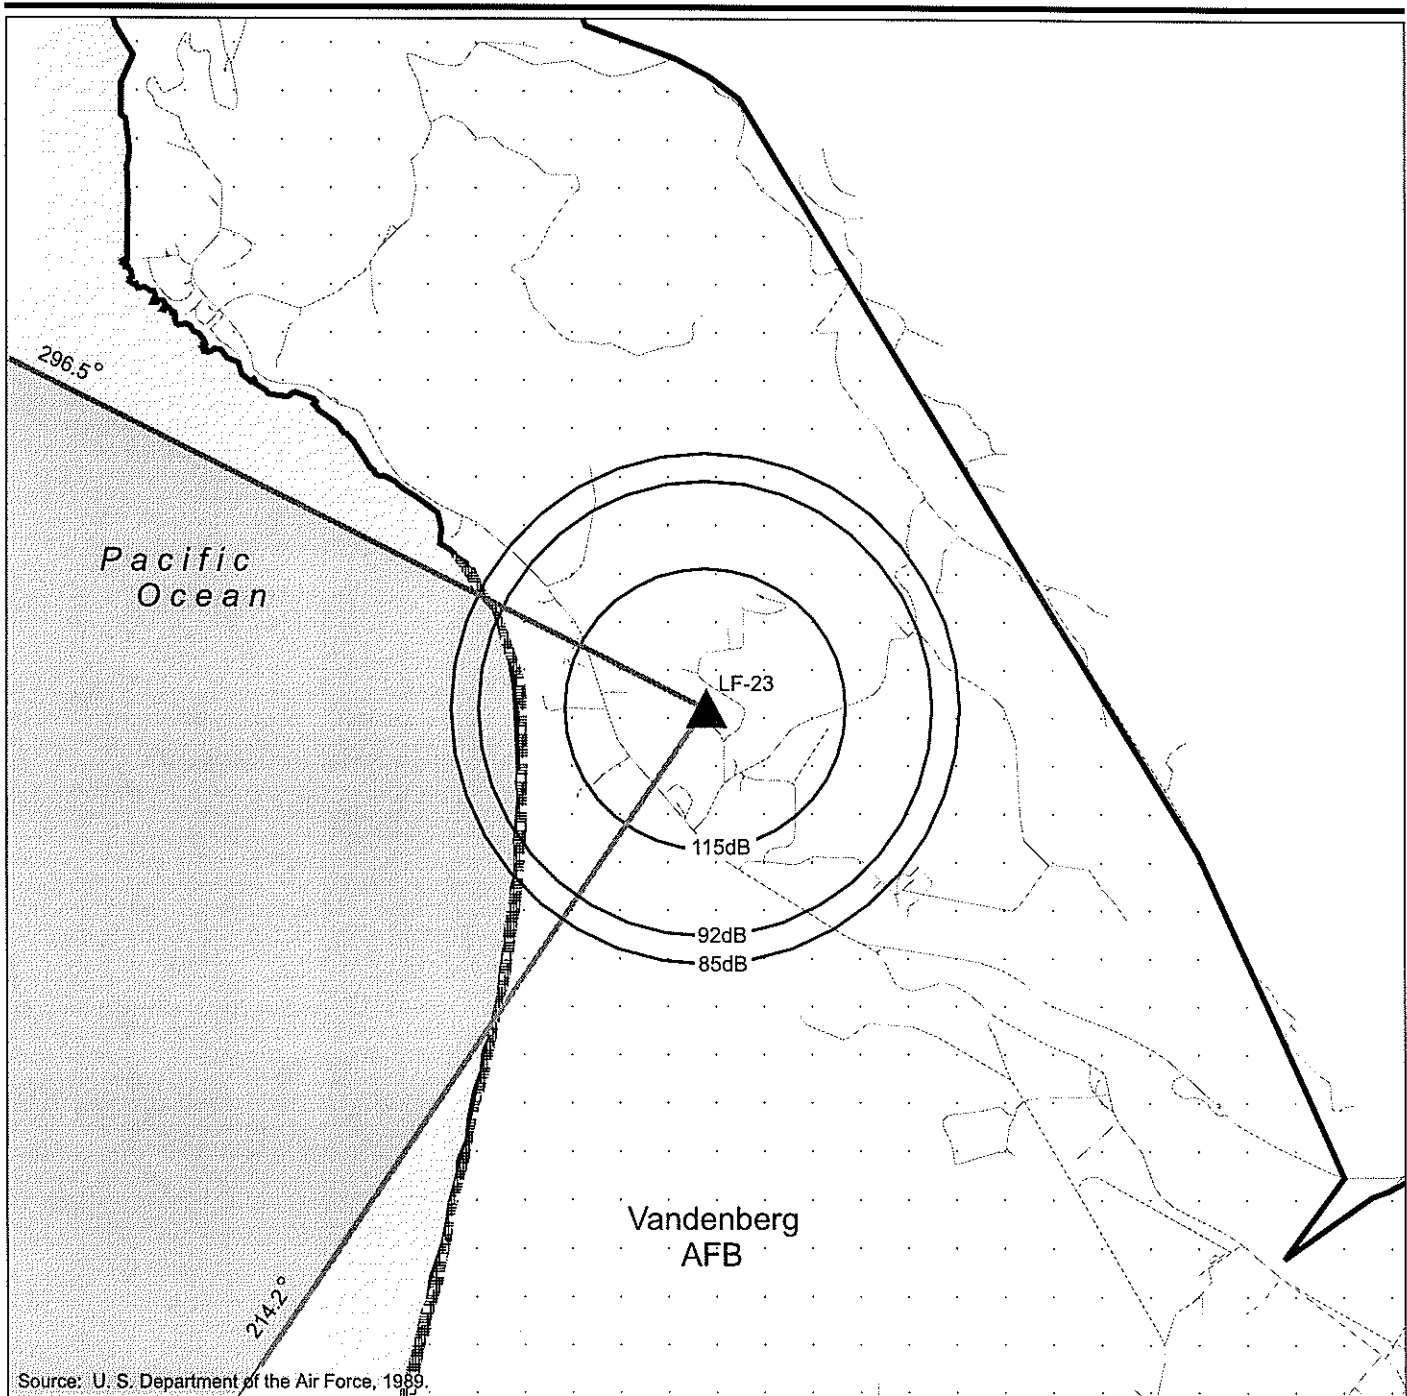 296.5°
Pacific
Ocean
LF-23
115dB
92dB
85dB
Vandenberg
AFB
214.2°
Source: U. S. Department of the Air Force, 1989.